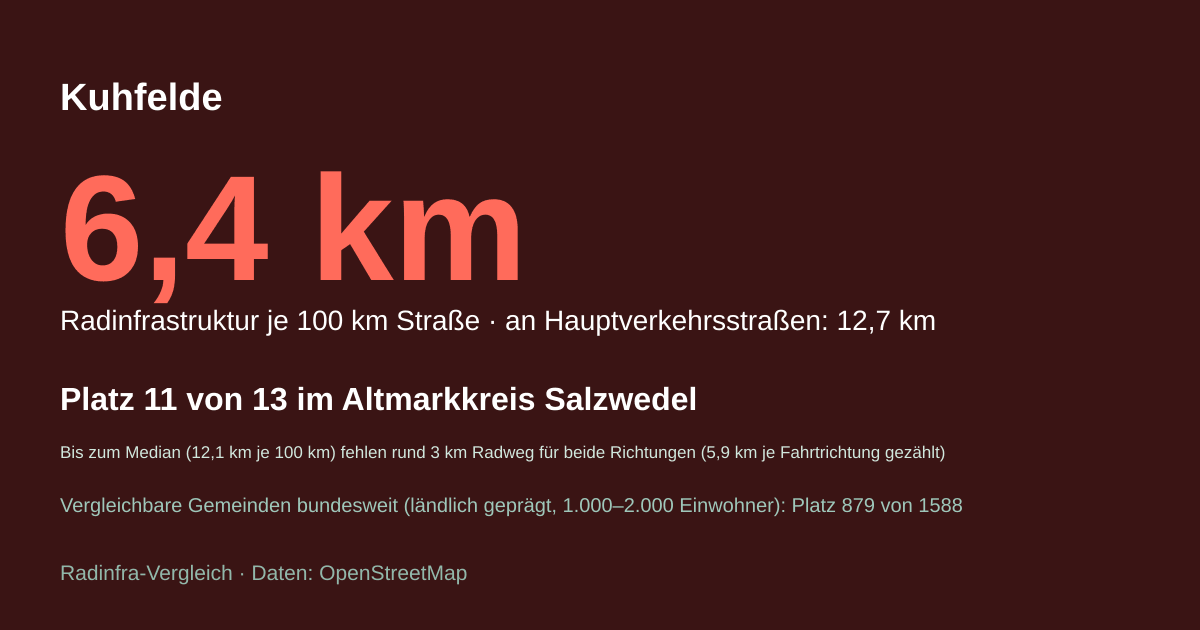 Kuhfelde
6,4 km
Radinfrastruktur je 100 km Straße · an Hauptverkehrsstraßen: 12,7 km
Platz 11 von 13 im Altmarkkreis Salzwedel
Bis zum Median (12,1 km je 100 km) fehlen rund 3 km Radweg für beide Richtungen (5,9 km je Fahrtrichtung gezählt)
Vergleichbare Gemeinden bundesweit (ländlich geprägt, 1.000–2.000 Einwohner): Platz 879 von 1588
Radinfra-Vergleich · Daten: OpenStreetMap